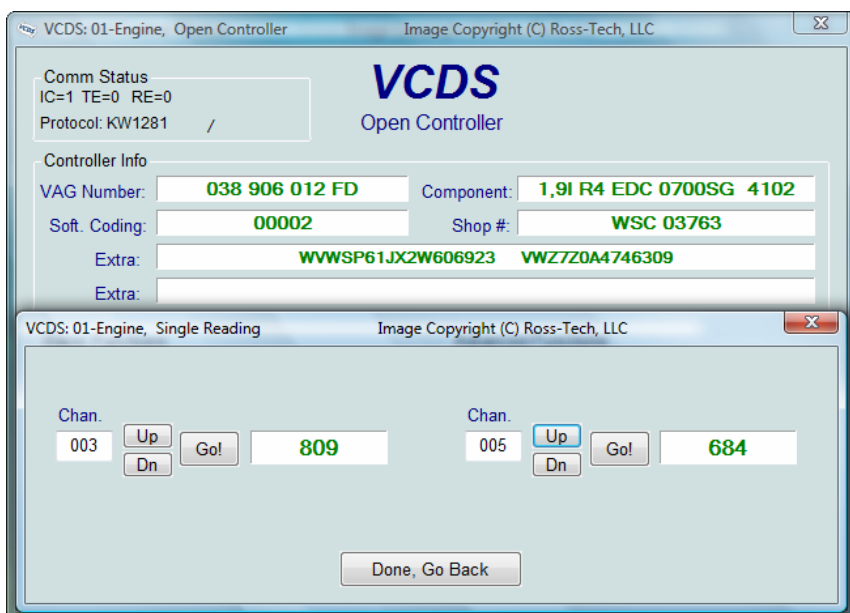 VCDS: 01-Engine, Open Controller Image Copyright (C) Ross-Tech, LLC
Comm Status
IC=1 TE=0 RE=0
Protocol: KW1281 /
VCDS
Open Controller
Controller Info
VAG Number: 038 906 012 FD Component: 1,9l R4 EDC 0700SG 4102
Soft. Coding: 00002 Shop #: WSC 03763
Extra: WVWSP61JX2W606923 VWZ7Z0A4746309
Extra:
VCDS: 01-Engine, Single Reading Image Copyright (C) Ross-Tech, LLC
Chan. Chan.
003 Up Dn Go! 809 005 Up Dn Go! 684
Done, Go Back